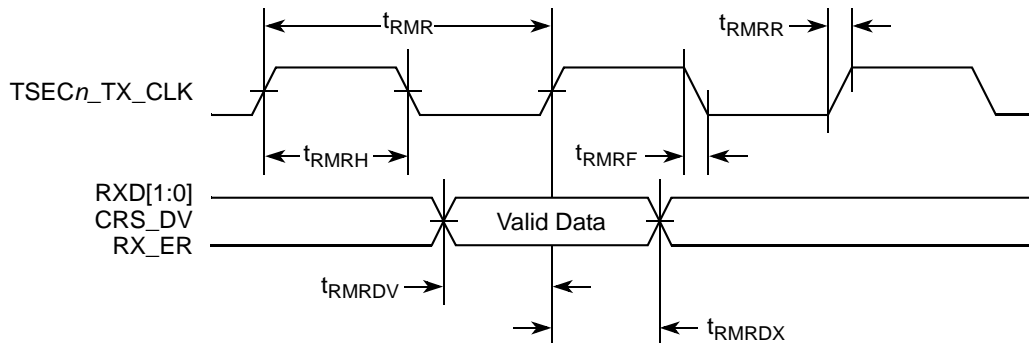 tRMR
tRMRR
TSECn_TX_CLK
tRMRH
tRMRF
RXD[1:0]
CRS_DV
RX_ER
Valid Data
tRMRDV
tRMRDX